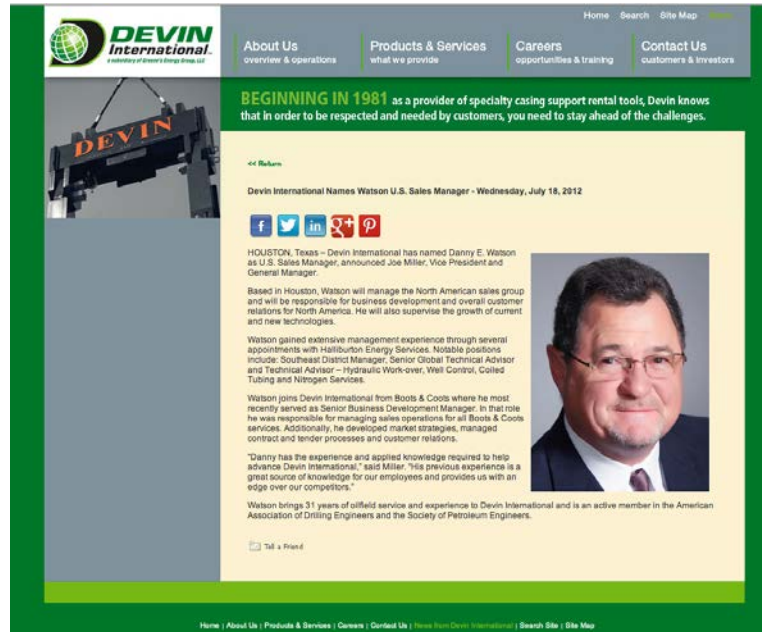 Home Search Site Map News
DEVIN
International
a subsidiary of Greene's Energy Group, LLC
About Us
overview & operations
Products & Services
what we provide
Careers
opportunities & training
Contact Us
customers & investors
DEVIN
BEGINNING IN 1981 as a provider of specialty casing support rental tools, Devin knows
that in order to be respected and needed by customers, you need to stay ahead of the challenges.
<< Return
Devin International Names Watson U.S. Sales Manager - Wednesday, July 18, 2012
HOUSTON, Texas – Devin International has named Danny E. Watson
as U.S. Sales Manager, announced Joe Miller, Vice President and
General Manager.
Based in Houston, Watson will manage the North American sales group
and will be responsible for business development and overall customer
relations for North America. He will also supervise the growth of current
and new technologies.
Watson gained extensive management experience through several
appointments with Halliburton Energy Services. Notable positions
include: Southeast District Manager, Senior Global Technical Advisor
and Technical Advisor – Hydraulic Work-over, Well Control, Coiled
Tubing and Nitrogen Services.
Watson joins Devin International from Boots & Coots where he most
recently served as Senior Business Development Manager. In that role
he was responsible for managing sales operations for all Boots & Coots
services. Additionally, he developed market strategies, managed
contract and tender processes and customer relations.
"Danny has the experience and applied knowledge required to help
advance Devin International," said Miller. "His previous experience is a
great source of knowledge for our employees and provides us with an
edge over our competitors."
Watson brings 31 years of oilfield service and experience to Devin International and is an active member in the American
Association of Drilling Engineers and the Society of Petroleum Engineers.
Tell a Friend
Home | About Us | Products & Services | Careers | Contact Us | News from Devin International | Search Site | Site Map